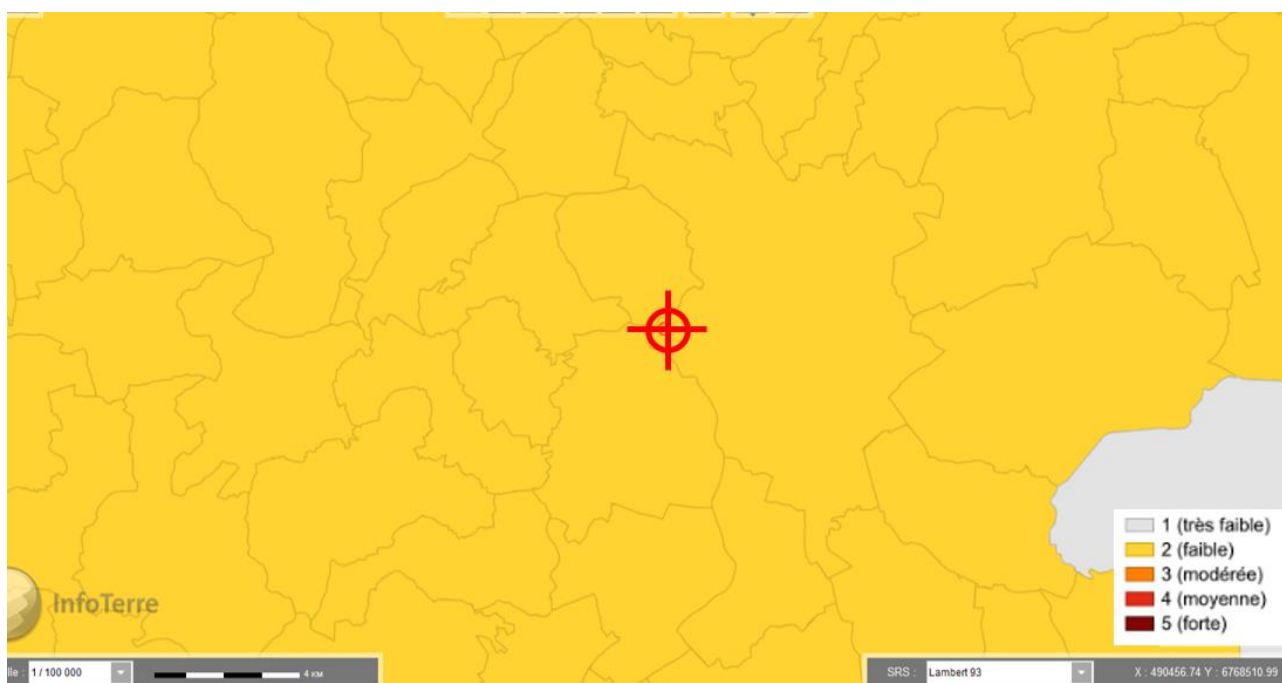 1 (très faible)
2 (faible)
3 (modérée)
4 (moyenne)
5 (forte)
InfoTerre
lle : 1 / 100 000
4 KM
SRS : Lambert 93
X : 490456.74 Y : 6768510.99